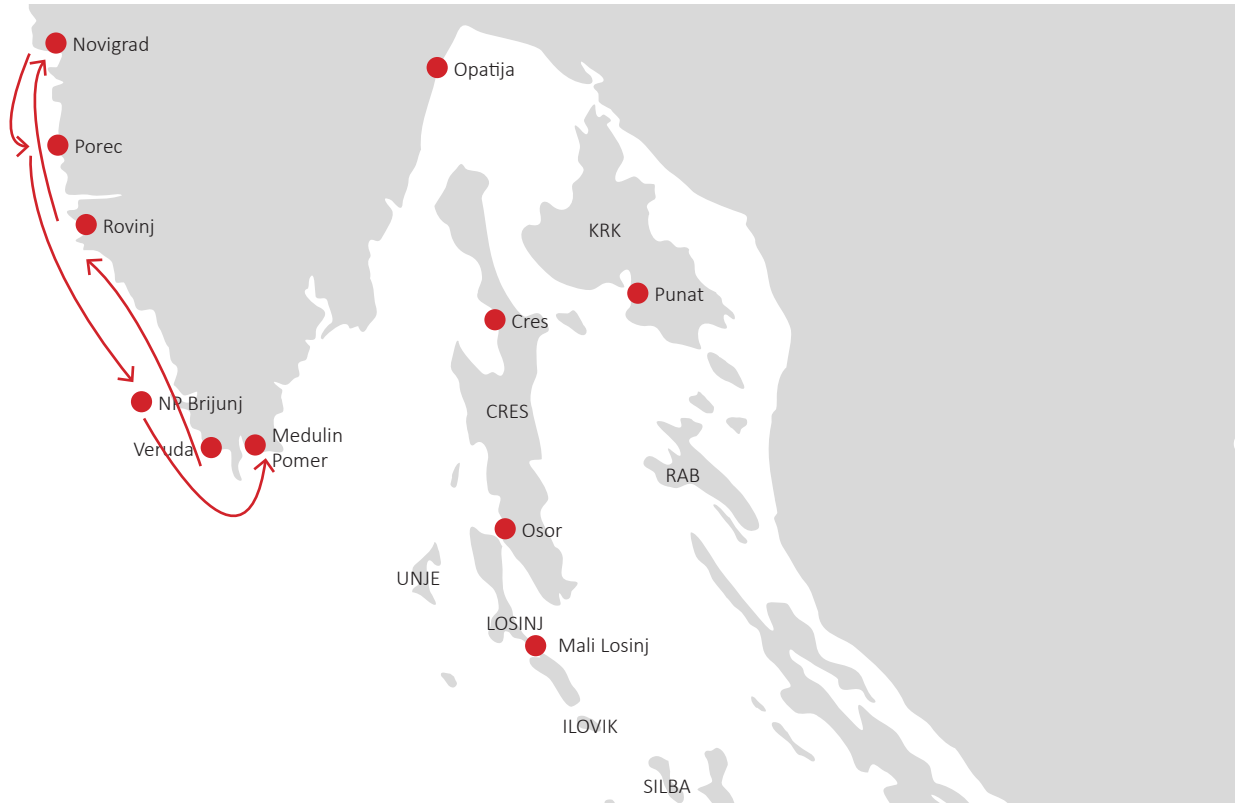 Novigrad
Opatija
Porec
Rovinj
KRK
Punat
Cres
NP Brijunj
CRES
Veruda
Medulin
Pomer
RAB
Osor
UNJE
LOSINJ
Mali Losinj
ILOVIK
SILBA